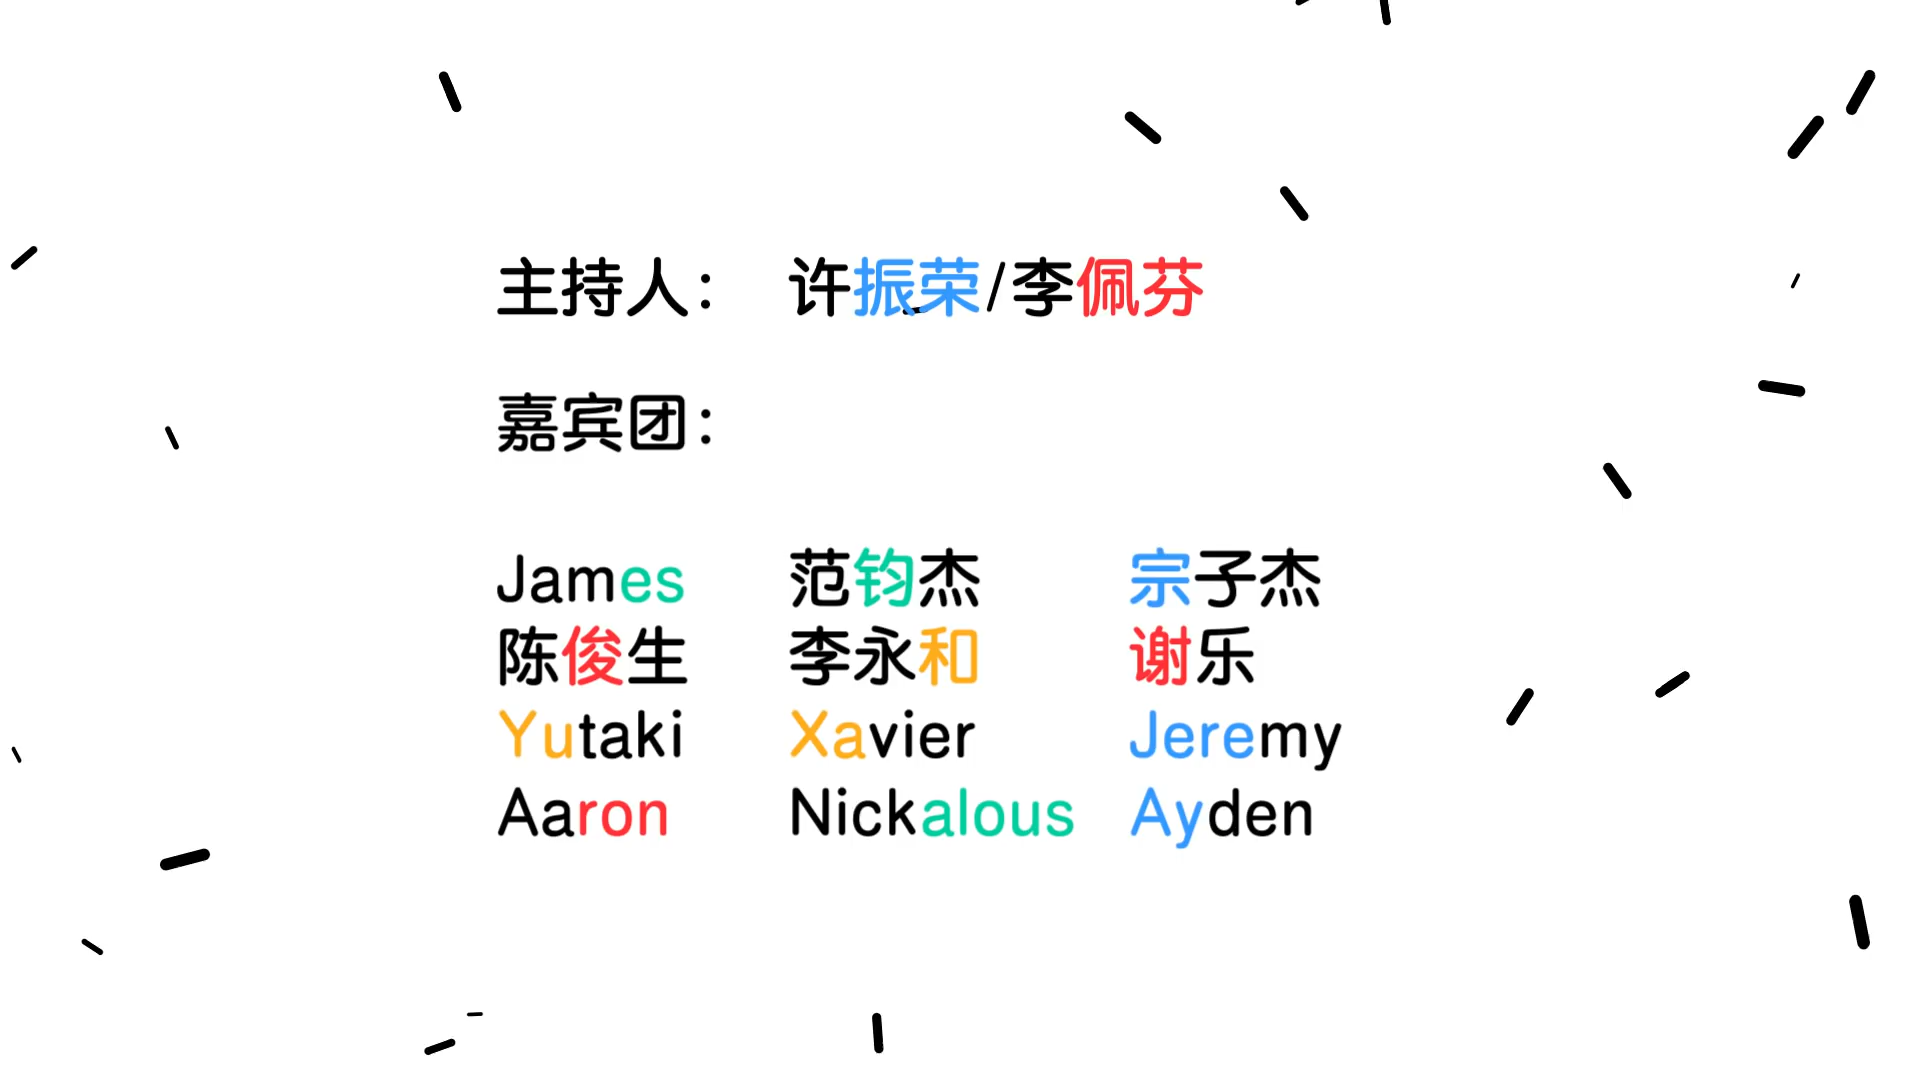 主持人： 许振荣/李佩芬
嘉宾团：
James 范钧杰 宗子杰
陈俊生 李永和 谢乐
Yutaki Xavier Jeremy
Aaron Nickalous Ayden